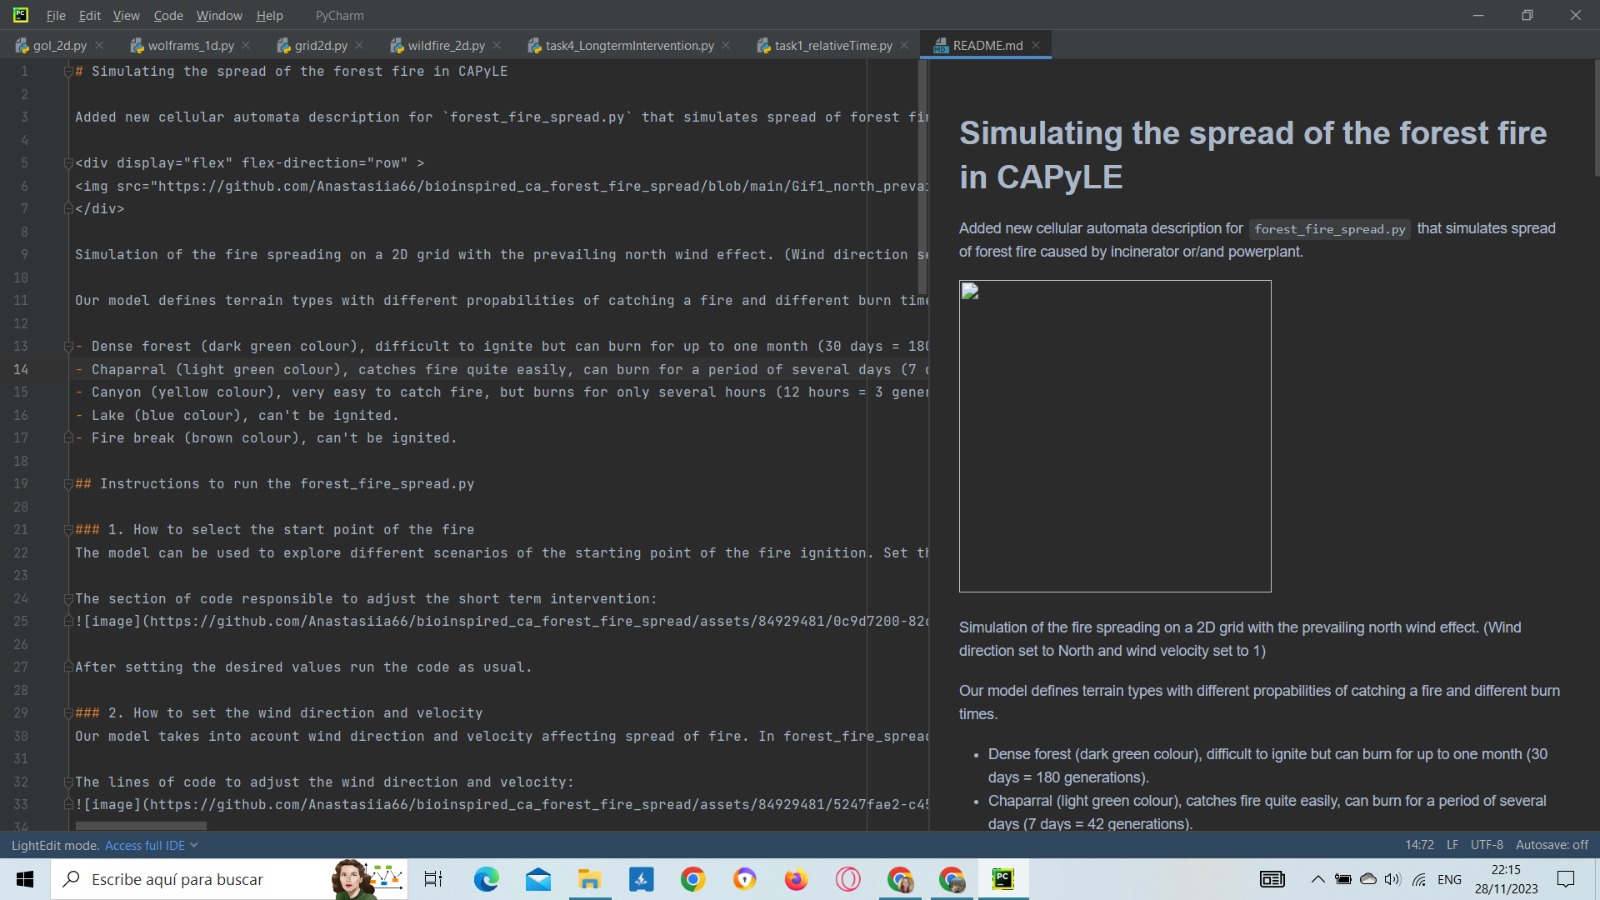 File Edit View Code Window Help PyCharm
gol_2d.py wolframs_1d.py grid2d.py wildfire_2d.py task4_LongtermIntervention.py task1_relativeTime.py README.md
1 # Simulating the spread of the forest fire in CAPyLE
2
3 Added new cellular automata description for `forest_fire_spread.py` that simulates spread of forest
4
5 <div display="flex" flex-direction="row" >
6 <img src="https://github.com/Anastasiia66/bioinspired_ca_forest_fire_spread/blob/main/Gif1_north_preva
7 </div>
8
9 Simulation of the fire spreading on a 2D grid with the prevailing north wind effect. (Wind direction
10
11 Our model defines terrain types with different propabilities of catching a fire and different burn time
12
13 - Dense forest (dark green colour), difficult to ignite but can burn for up to one month (30 days = 180
14 - Chaparral (light green colour), catches fire quite easily, can burn for a period of several days (7
15 - Canyon (yellow colour), very easy to catch fire, but burns for only several hours (12 hours = 3 gener
16 - Lake (blue colour), can't be ignited.
17 - Fire break (brown colour), can't be ignited.
18
19 ## Instructions to run the forest_fire_spread.py
20
21 ### 1. How to select the start point of the fire
22 The model can be used to explore different scenarios of the starting point of the fire ignition. Set
23
24 The section of code responsible to adjust the short term intervention:
25 ![image](https://github.com/Anastasiia66/bioinspired_ca_forest_fire_spread/assets/84929481/0c9d7200-82
26
27 After setting the desired values run the code as usual.
28
29 ### 2. How to set the wind direction and velocity
30 Our model takes into acount wind direction and velocity affecting spread of fire. In forest_fire_spread
31
32 The lines of code to adjust the wind direction and velocity:
33 ![image](https://github.com/Anastasiia66/bioinspired_ca_forest_fire_spread/assets/84929481/5247fae2-c45
34
Simulating the spread of the forest fire
in CAPyLE
Added new cellular automata description for forest_fire_spread.py that simulates spread
of forest fire caused by incinerator or/and powerplant.
Simulation of the fire spreading on a 2D grid with the prevailing north wind effect. (Wind
direction set to North and wind velocity set to 1)
Our model defines terrain types with different propabilities of catching a fire and different burn
times.
• Dense forest (dark green colour), difficult to ignite but can burn for up to one month (30
days = 180 generations).
• Chaparral (light green colour), catches fire quite easily, can burn for a period of several
days (7 days = 42 generations).
LightEdit mode. Access full IDE 14:72 LF UTF-8 Autosave: off
Escribe aquí para buscar ENG 22:15
28/11/2023